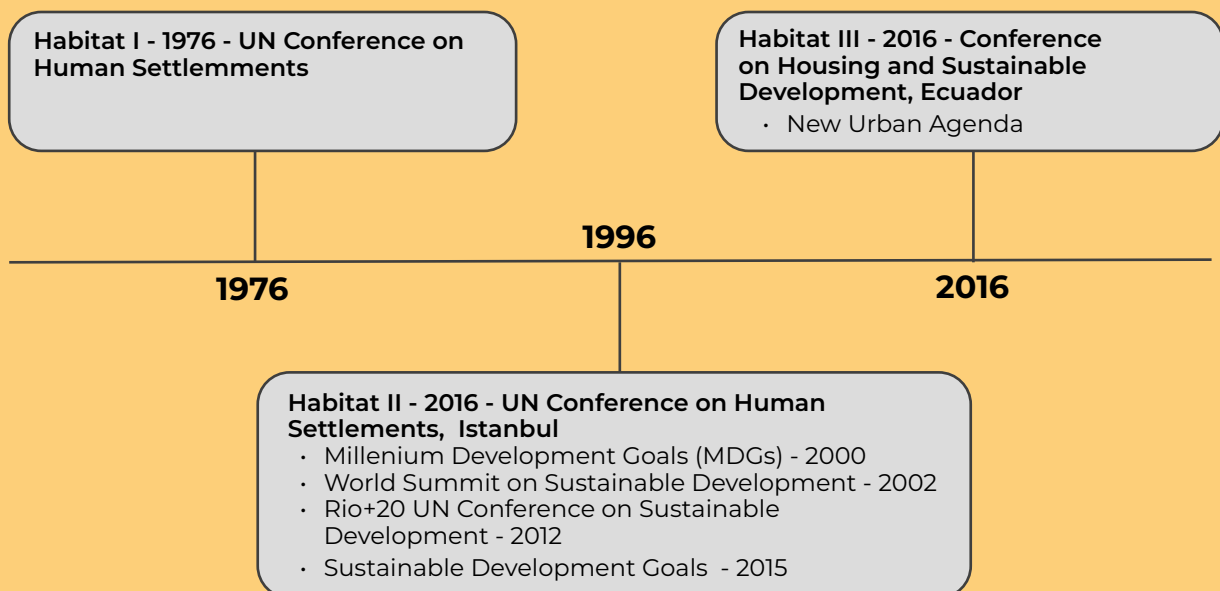 Habitat I - 1976 - UN Conference on
Human Settlemments
Habitat III - 2016 - Conference
on Housing and Sustainable
Development, Ecuador
• New Urban Agenda
1996
1976
2016
Habitat II - 2016 - UN Conference on Human
Settlements, Istanbul
• Millenium Development Goals (MDGs) - 2000
• World Summit on Sustainable Development - 2002
• Rio+20 UN Conference on Sustainable
Development - 2012
• Sustainable Development Goals - 2015